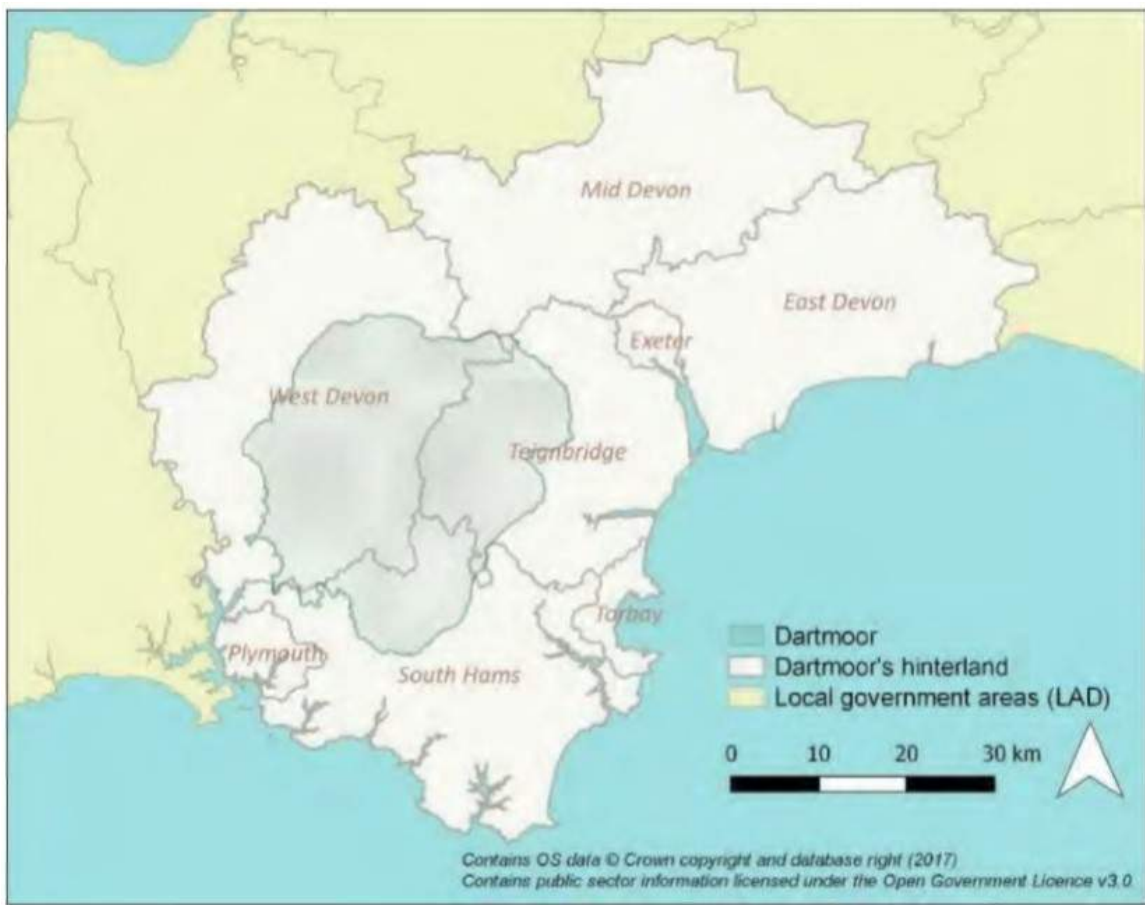 Mid Devon
East Devon
Exeter
West Devon
Teignbridge
Torbay
Plymouth
South Hams
Dartmoor
Dartmoor's hinterland
Local government areas (LAD)
0 10 20 30 km
Contains OS data © Crown copyright and database right (2017)
Contains public sector information licensed under the Open Government Licence v3.0